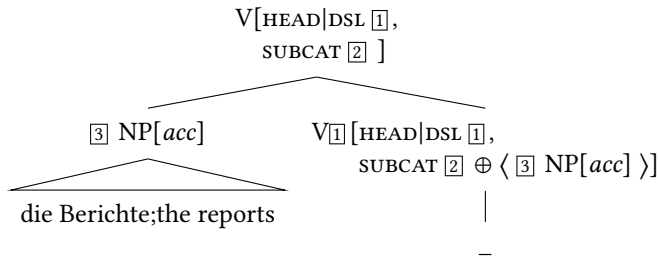 V[HEAD|DSL 1,
SUBCAT 2 ]
3 NP[acc]
V1[HEAD|DSL 1,
SUBCAT 2 ⊕ ⟨ 3 NP[acc] ⟩]
die Berichte;the reports
–